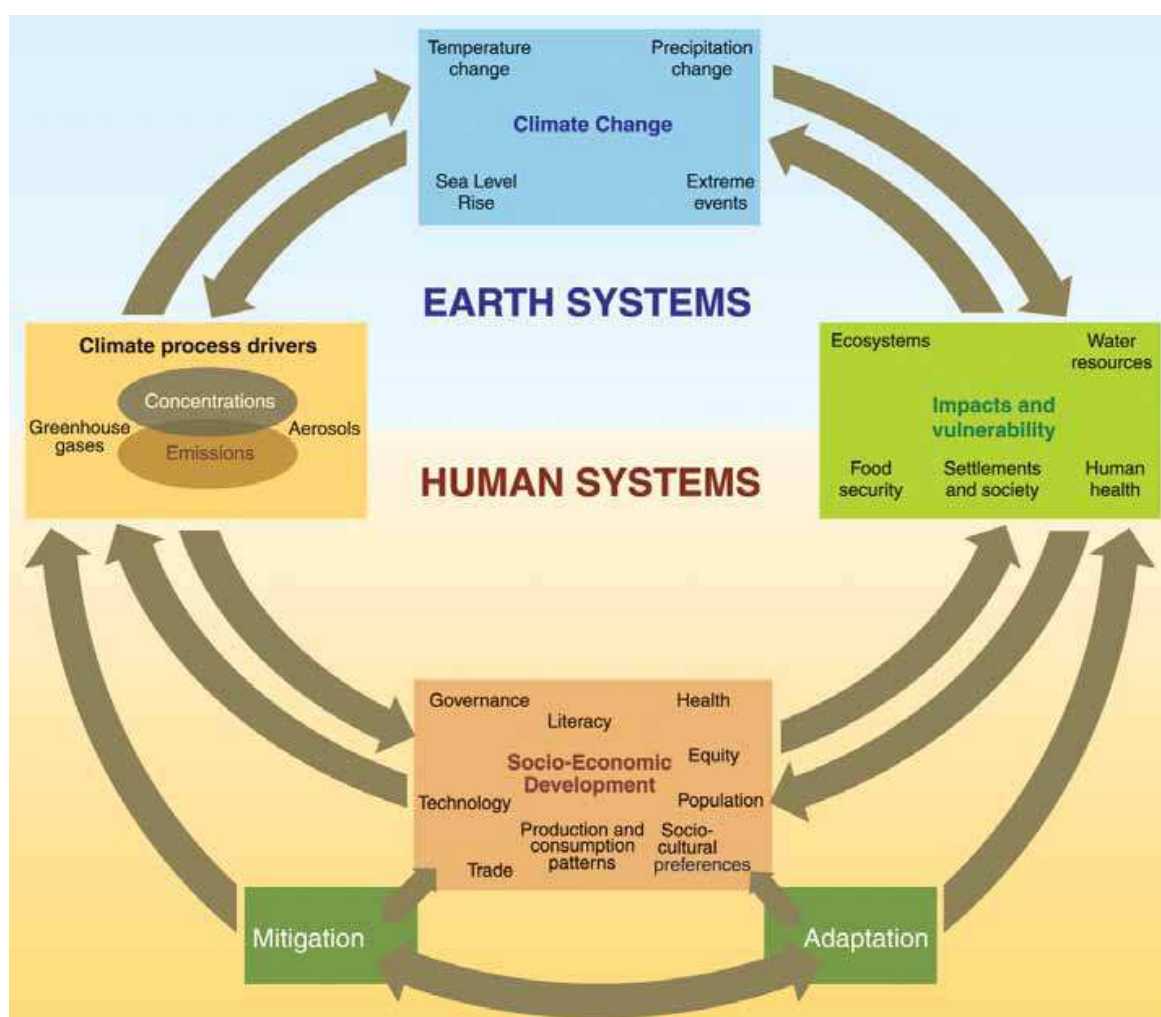 Temperature
change
Precipitation
change
Climate Change
Sea Level
Rise
Extreme
events
EARTH SYSTEMS
Climate process drivers
Concentrations
Greenhouse
gases
Aerosols
Emissions
Ecosystems
Water
resources
Impacts and
vulnerability
Food
security
Settlements
and society
Human
health
HUMAN SYSTEMS
Governance
Literacy
Health
Socio-Economic
Development
Equity
Technology
Population
Production and
consumption
patterns
Socio-
cultural
preferences
Trade
Mitigation
Adaptation